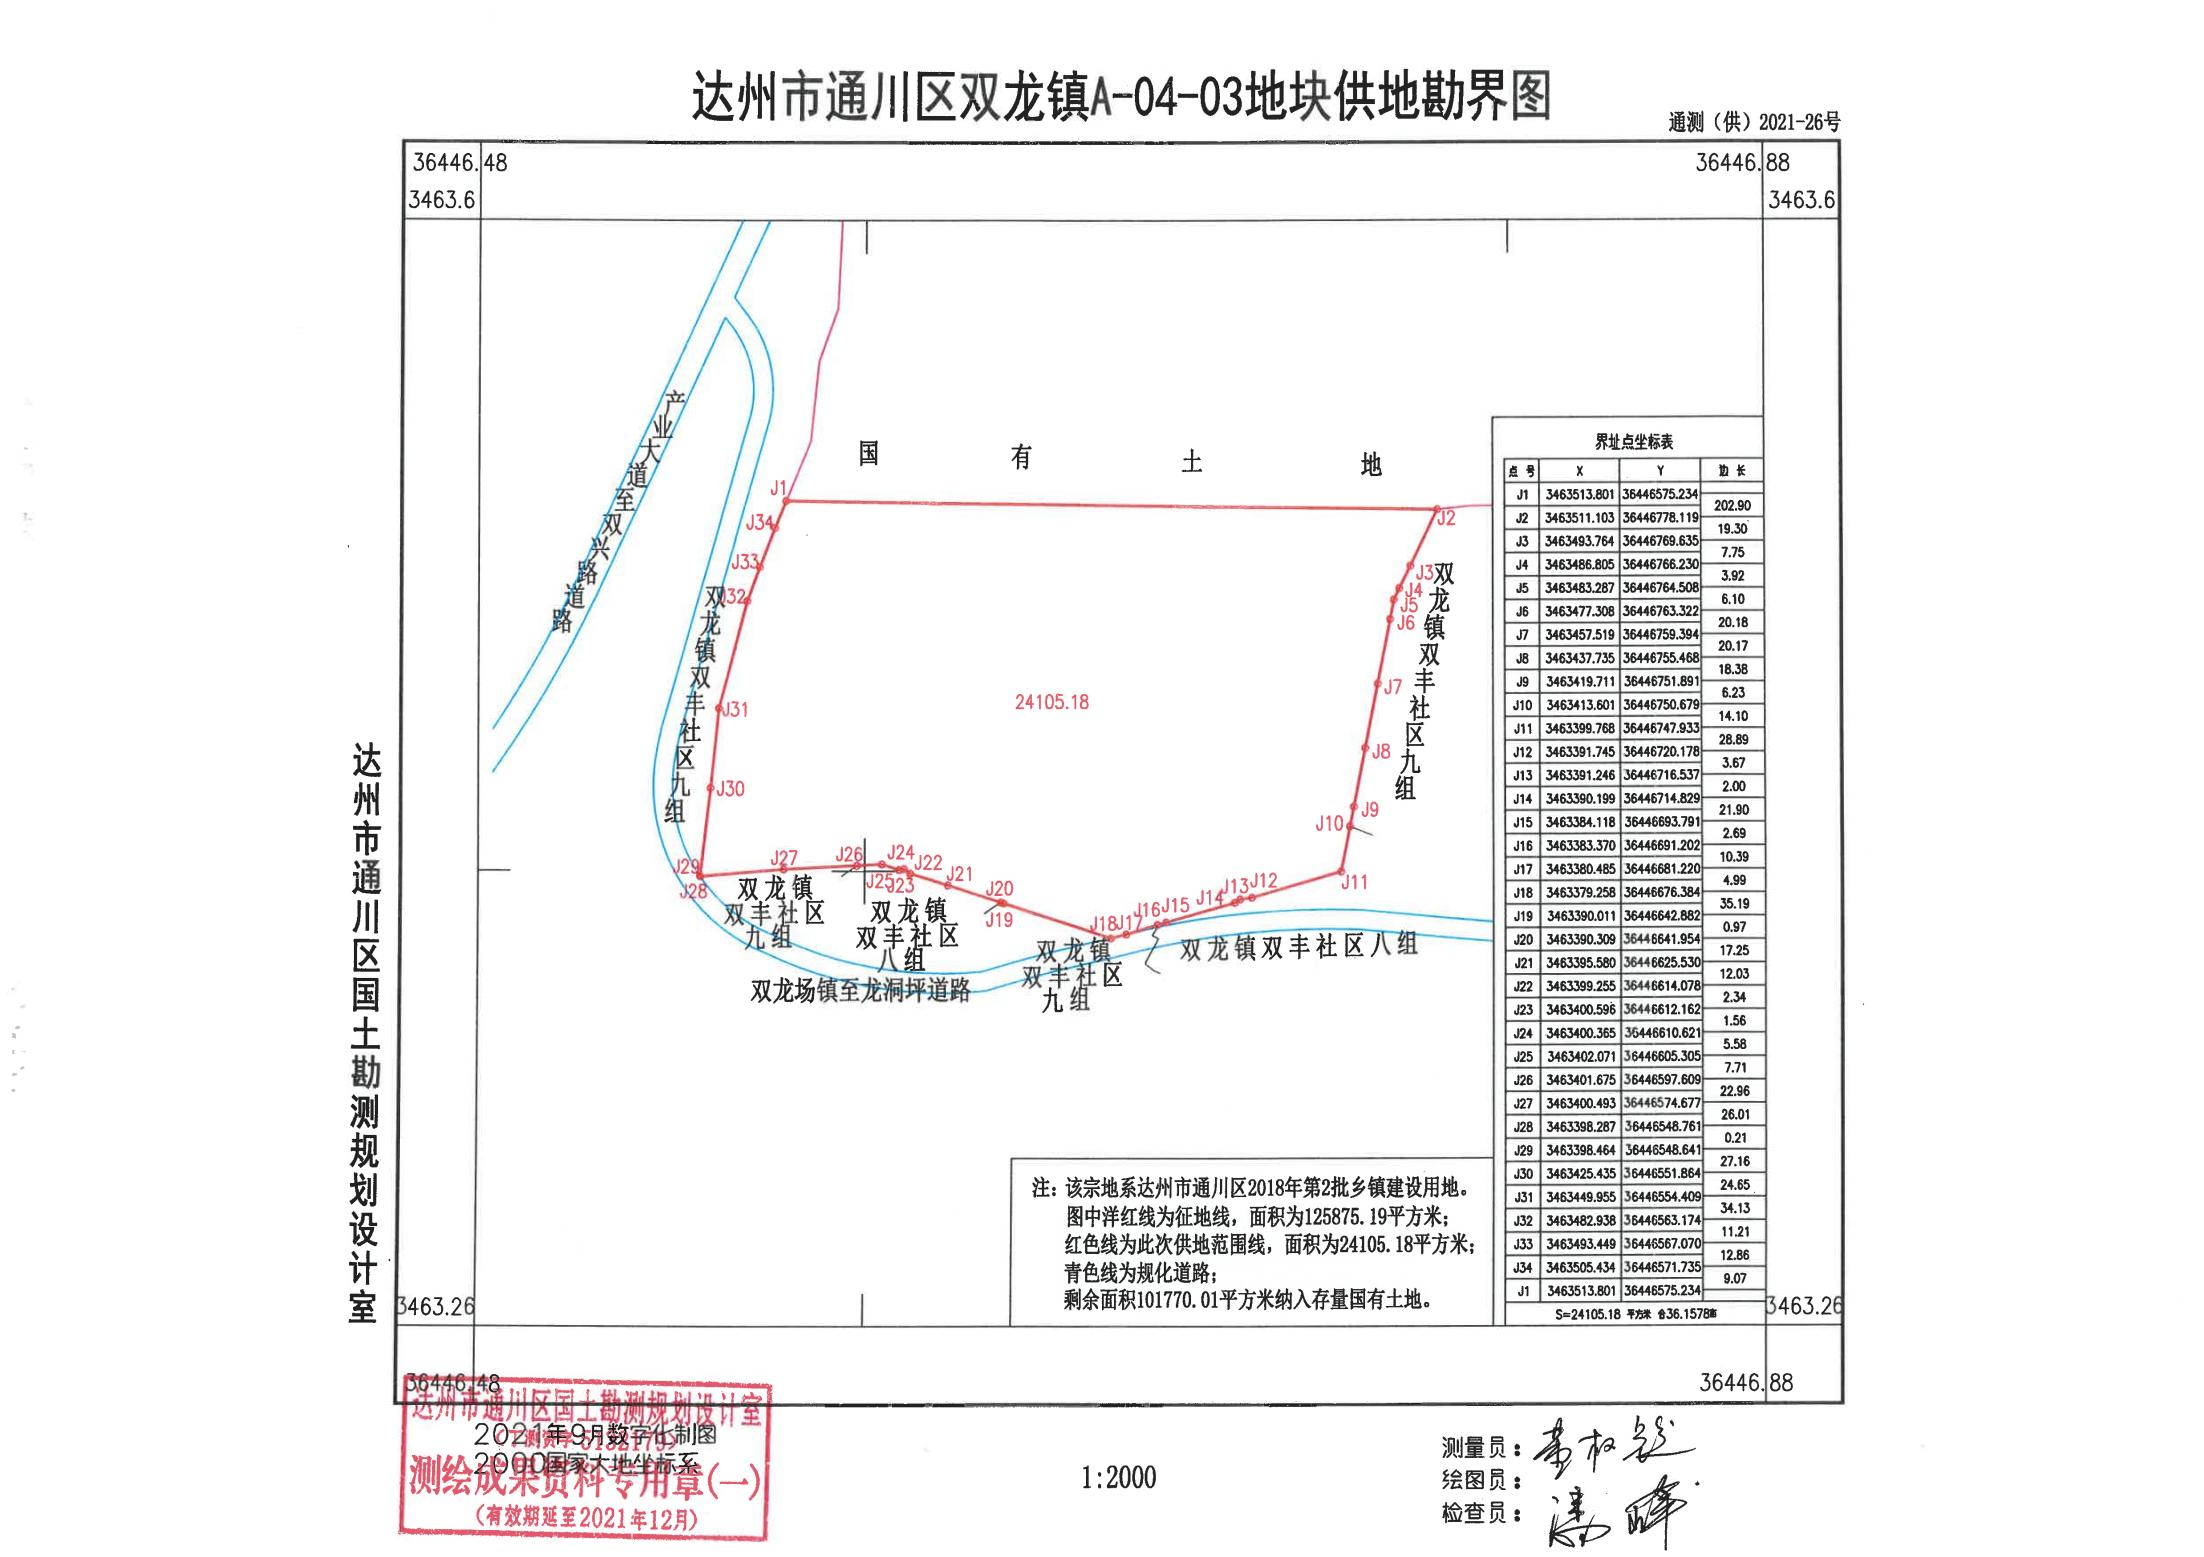 达州市通川区双龙镇A-04-03地块供地勘界图
通测（供）2021-26号
36446.48
36446.88
3463.6
3463.6
产业大道至双兴路道路
国有土地
J1
J2
J34
J33
J32
J31
J30
J29
J28
J27
J26
J25
J24
J23
J22
J21
J20
J19
J18
J17
J16
J15
J14
J13
J12
J11
J10
J9
J8
J7
J6
J5
J4
J3
24105.18
双龙镇双丰社区九组
双龙镇双丰社区九组
双龙镇
双丰社区
九组
双龙镇
双丰社区
八组
双龙镇
双丰社区
九组
双龙镇双丰社区八组
双龙场镇至龙洞坪道路
界址点坐标表
点号 X Y 边长
J1 3463513.801 36446575.234
202.90
J2 3463511.103 36446778.119
19.30
J3 3463493.764 36446769.635
7.75
J4 3463486.805 36446766.230
3.92
J5 3463483.287 36446764.508
6.10
J6 3463477.308 36446763.322
20.18
J7 3463457.519 36446759.394
20.17
J8 3463437.735 36446755.468
18.38
J9 3463419.711 36446751.891
6.23
J10 3463413.601 36446750.679
14.10
J11 3463399.768 36446747.933
28.89
J12 3463391.745 36446720.178
3.67
J13 3463391.246 36446716.537
2.00
J14 3463390.199 36446714.829
21.90
J15 3463384.118 36446693.791
2.69
J16 3463383.370 36446691.202
10.39
J17 3463380.485 36446681.220
4.99
J18 3463379.258 36446676.384
35.19
J19 3463390.011 36446642.882
0.97
J20 3463390.309 36446641.954
17.25
J21 3463395.580 36446625.530
12.03
J22 3463399.255 36446614.078
2.34
J23 3463400.596 36446612.162
1.56
J24 3463400.365 36446610.621
5.58
J25 3463402.071 36446605.305
7.71
J26 3463401.675 36446597.609
22.96
J27 3463400.493 36446574.677
26.01
J28 3463398.287 36446548.761
0.21
J29 3463398.464 36446548.641
27.16
J30 3463425.435 36446551.864
24.65
J31 3463449.955 36446554.409
34.13
J32 3463482.938 36446563.174
11.21
J33 3463493.449 36446567.070
12.86
J34 3463505.434 36446571.735
9.07
J1 3463513.801 36446575.234
S=24105.18 平方米 合36.1578亩
注：该宗地系达州市通川区2018年第2批乡镇建设用地。
图中洋红线为征地线，面积为125875.19平方米；
红色线为此次供地范围线，面积为24105.18平方米；
青色线为规化道路；
剩余面积101770.01平方米纳入存量国有土地。
达州市通川区国土勘测规划设计室
3463.26
3463.26
36446.48
36446.88
达州市通川区国土勘测规划设计室
2021年9月数字化制图
2000国家大地坐标系
测绘成果资料专用章(一)
(有效期延至2021年12月)
1:2000
测量员：
绘图员：
检查员：